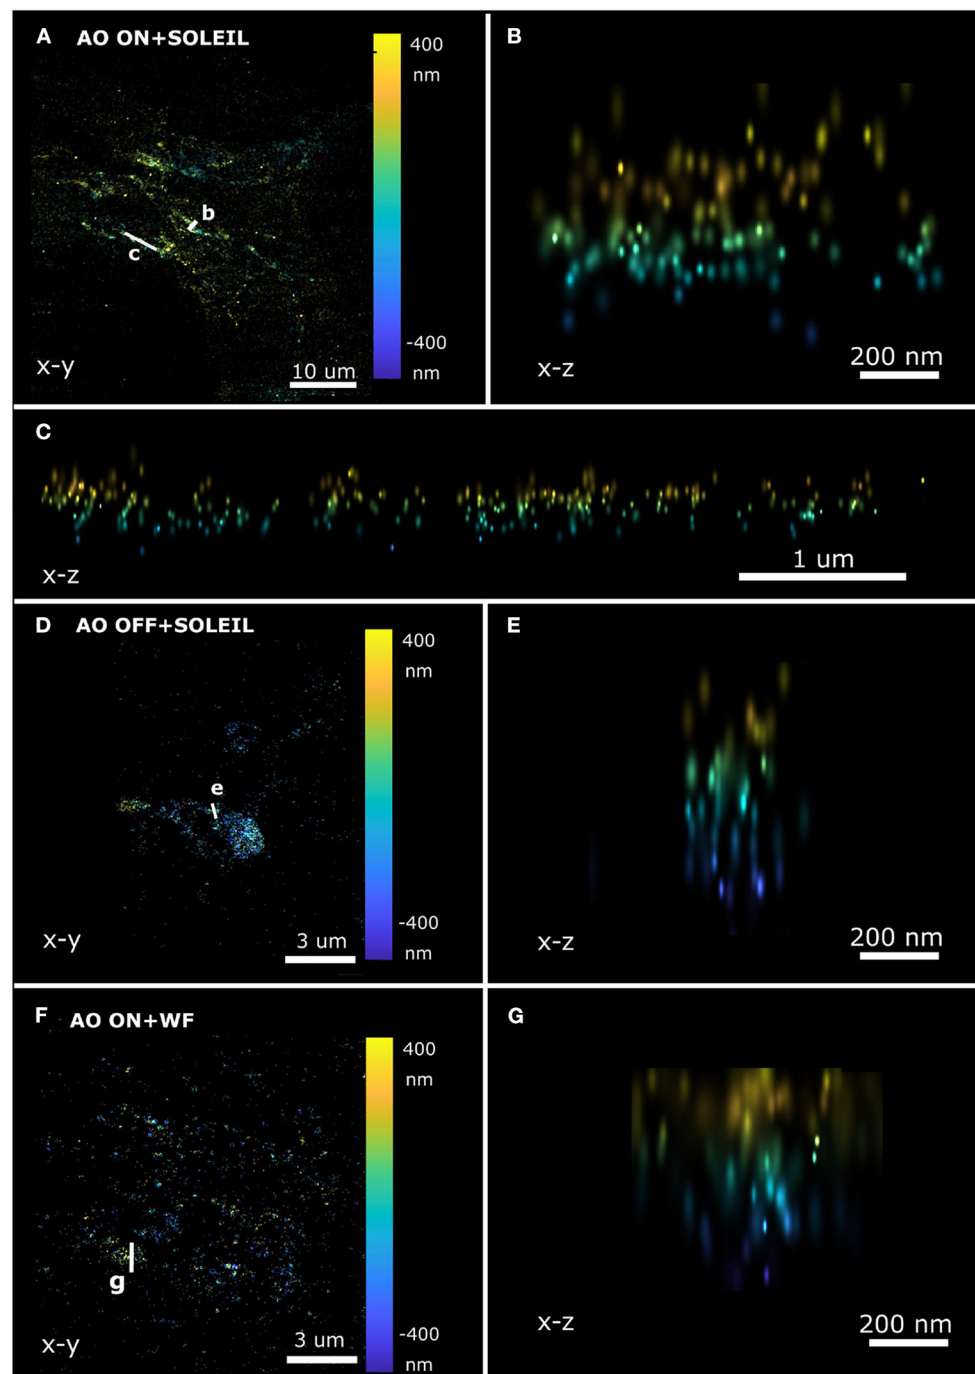 A AO ON+SOLEIL
400
nm
b
c
-400
nm
x-y
10 um
B
x-z
200 nm
C
x-z
1 um
D AO OFF+SOLEIL
400
nm
e
-400
nm
x-y
3 um
E
x-z
200 nm
F AO ON+WF
400
nm
g
-400
nm
x-y
3 um
G
x-z
200 nm